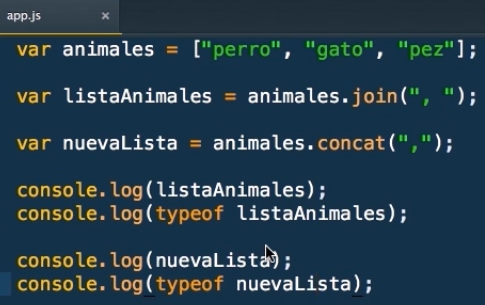 app.js ×
var animales = ["perro", "gato", "pez"];
var listaAnimales = animales.join(", ");
var nuevaLista = animales.concat(",");
console.log(listaAnimales);
console.log(typeof listaAnimales);
console.log(nuevaLista);
console.log(typeof nuevaLista);